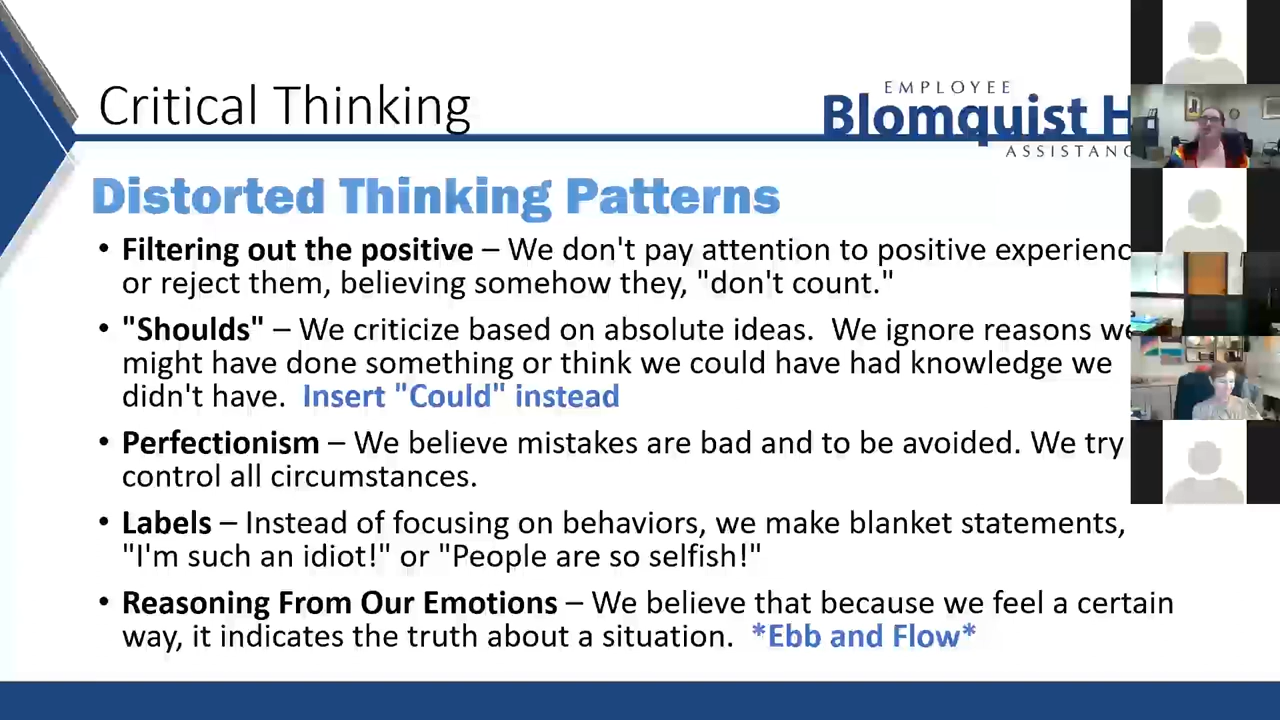 Critical Thinking
EMPLOYEE
Blomquist H
ASSISTANC
Distorted Thinking Patterns
• Filtering out the positive – We don't pay attention to positive experienc
or reject them, believing somehow they, "don't count."
• "Shoulds" – We criticize based on absolute ideas.  We ignore reasons we
might have done something or think we could have had knowledge we
didn't have.  Insert "Could" instead
• Perfectionism – We believe mistakes are bad and to be avoided. We try
control all circumstances.
• Labels – Instead of focusing on behaviors, we make blanket statements,
"I'm such an idiot!" or "People are so selfish!"
• Reasoning From Our Emotions – We believe that because we feel a certain
way, it indicates the truth about a situation.  *Ebb and Flow*